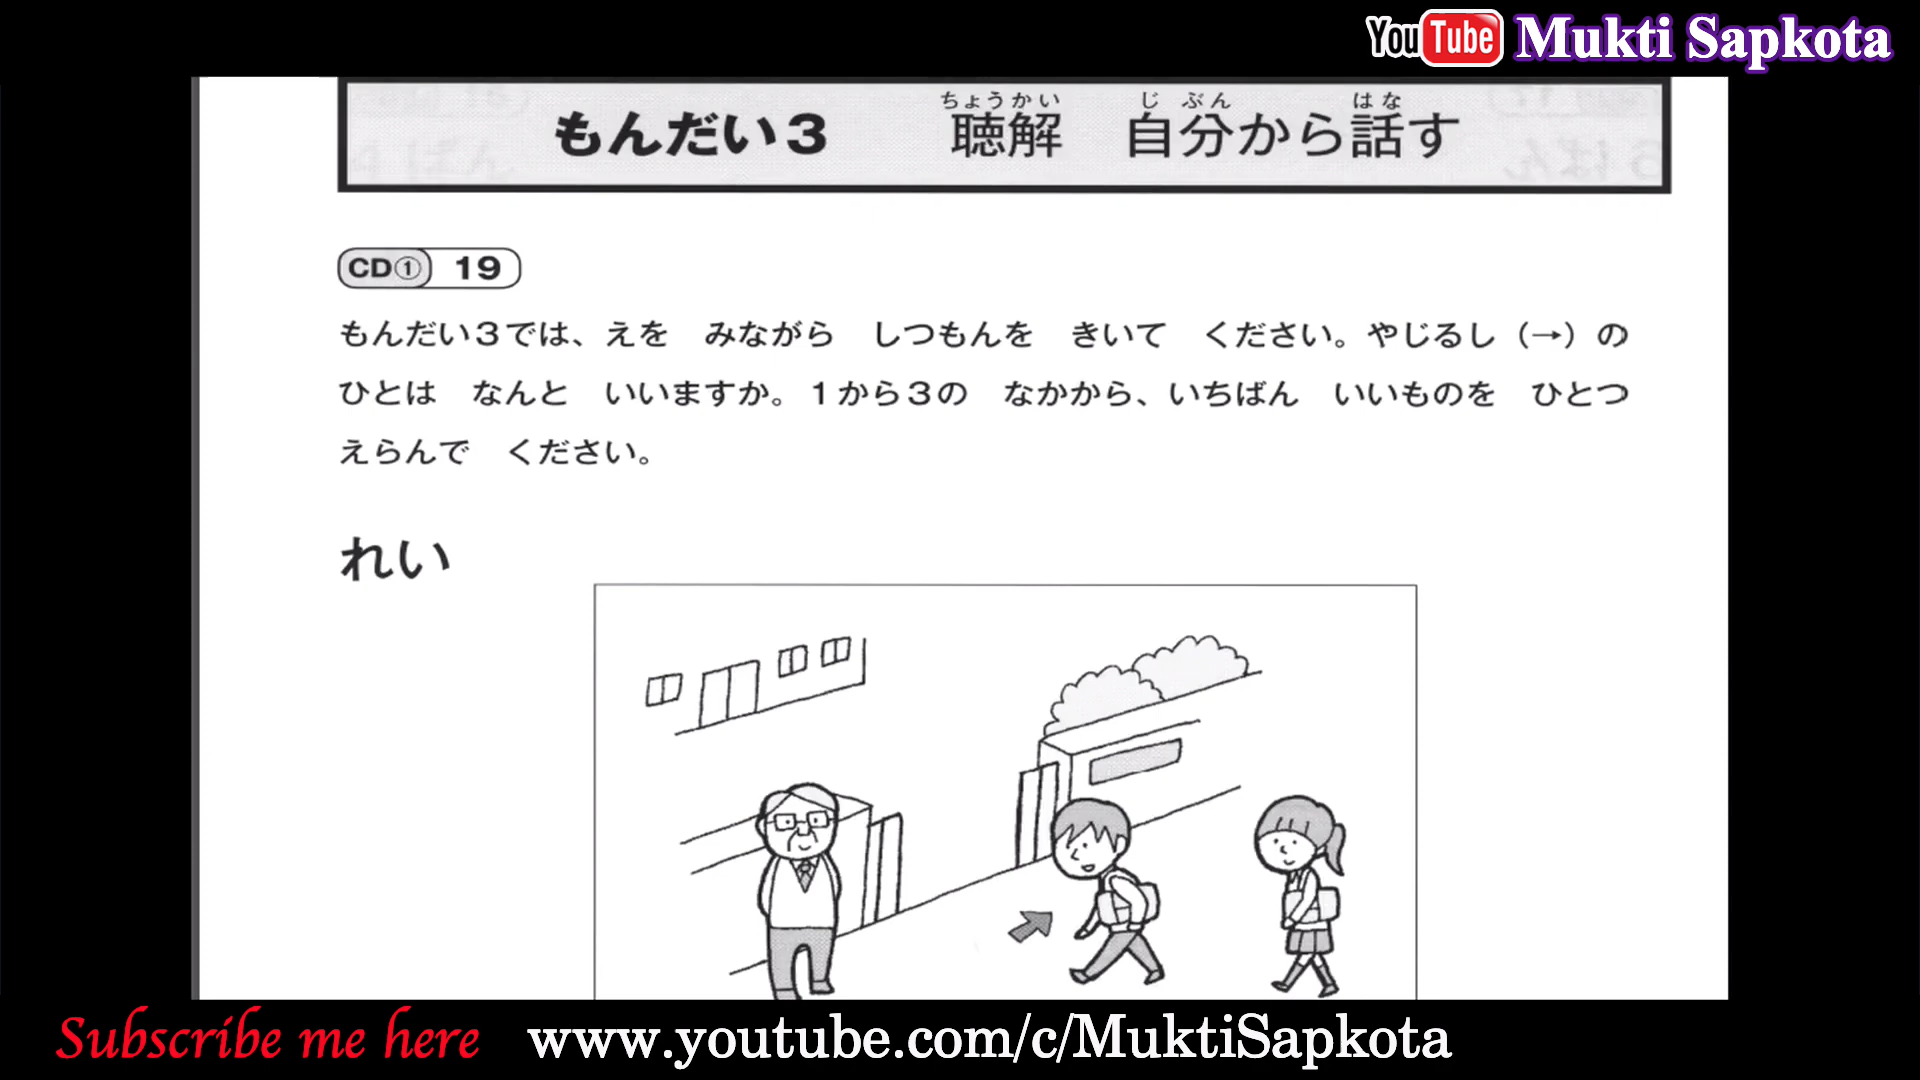 You Tube Mukti Sapkota
ちょうかい じ ぶん はな
もんだい3 聴解 自分から話す
CD① 19
もんだい3では、えを みながら しつもんを きいて ください。やじるし（→）の
ひとは なんと いいますか。1から3の なかから、いちばん いいものを ひとつ
えらんで ください。
れい
Subscribe me here www.youtube.com/c/MuktiSapkota